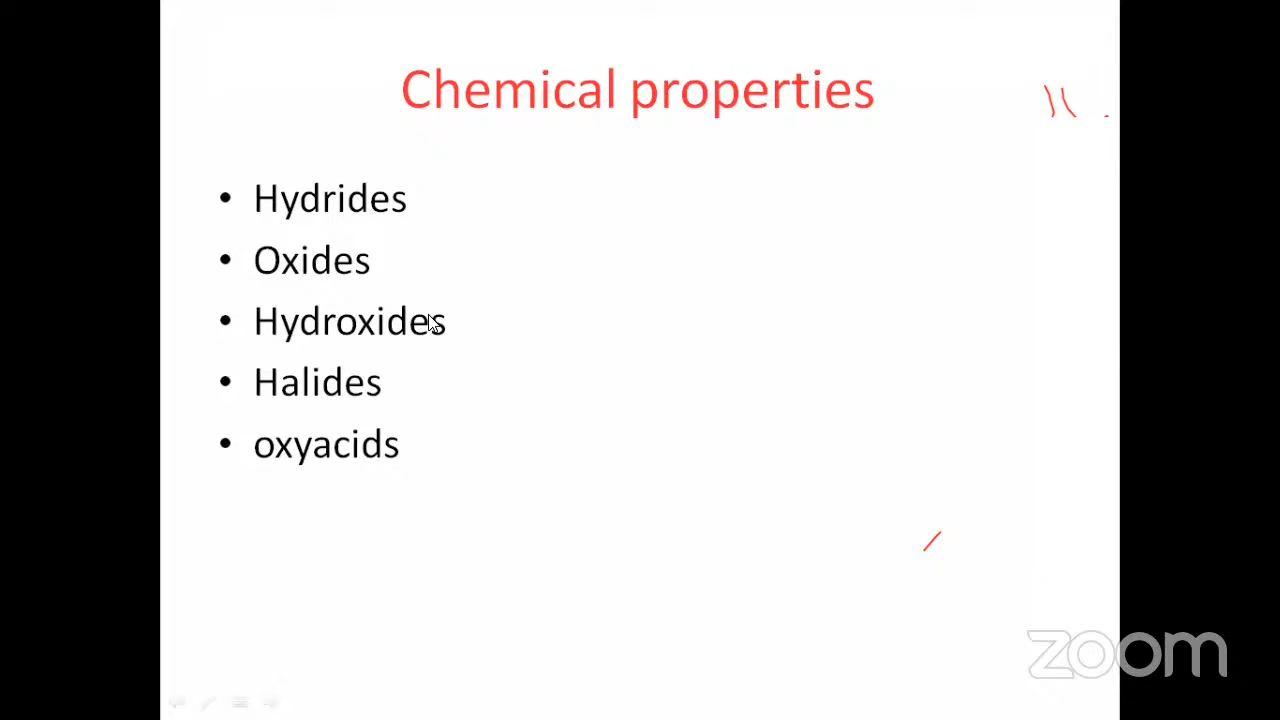 Chemical properties
• Hydrides
• Oxides
• Hydroxides
• Halides
• oxyacids
zoom